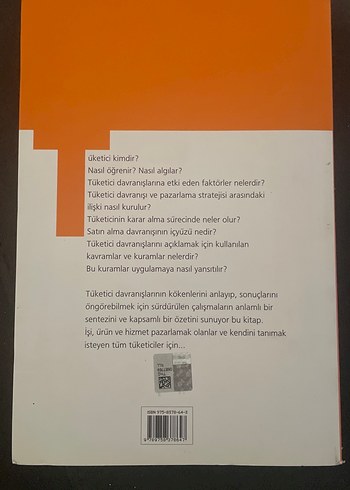 Tüketici kimdir?
Nasıl öğrenir? Nasıl algılar?
Tüketici davranışlarına etki eden faktörler nelerdir?
Tüketici davranışı ve pazarlama stratejisi arasındaki
ilişki nasıl kurulur?
Tüketicinin karar alma sürecinde neler olur?
Satın alma davranışının içyüzü nedir?
Tüketici davranışlarını açıklamak için kullanılan
kavramlar ve kuramlar nelerdir?
Bu kuramlar uygulamaya nasıl yansıtılır?
Tüketici davranışlarının kökenlerini anlayıp, sonuçlarını
öngörebilmek için sürdürülen çalışmaların anlamlı bir
sentezini ve kapsamlı bir özetini sunuyor bu kitap.
İşi, ürün ve hizmet pazarlamak olanlar ve kendini tanımak
isteyen tüm tüketiciler için...